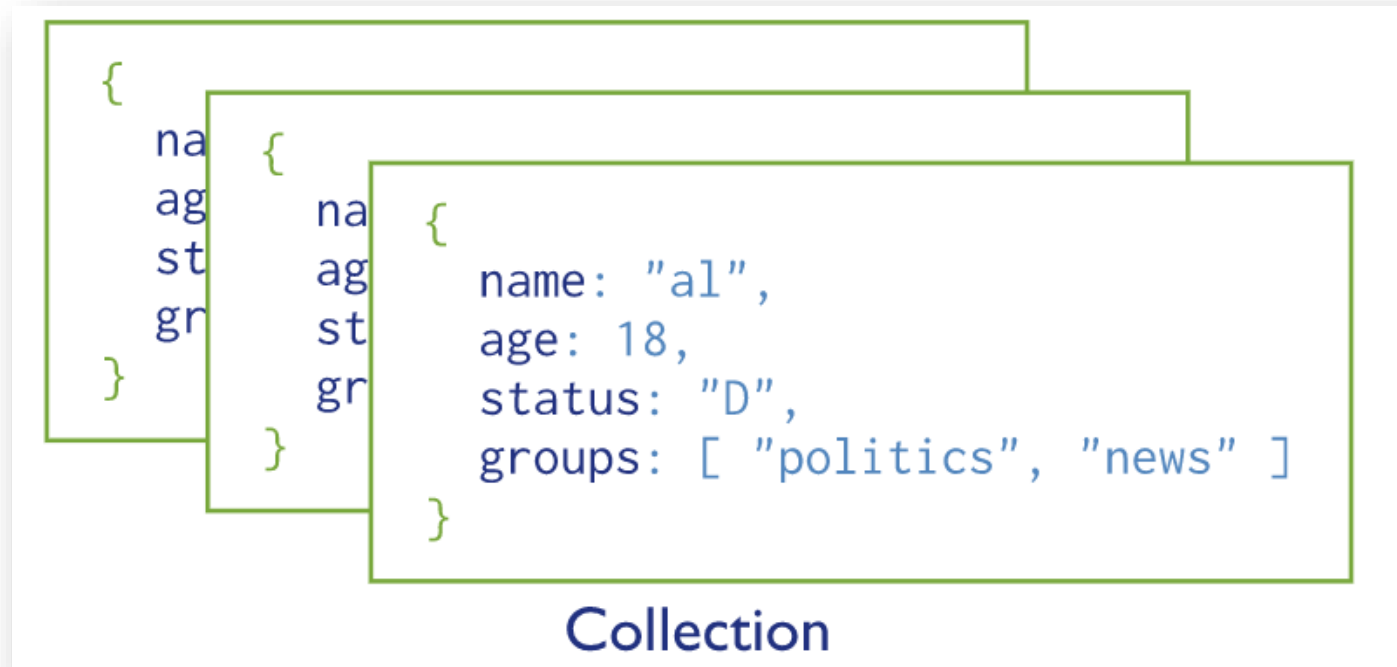 {
na
ag
st
gr
}
{
na
ag
st
gr
}
{
name: "al",
age: 18,
status: "D",
groups: [ "politics", "news" ]
}
Collection